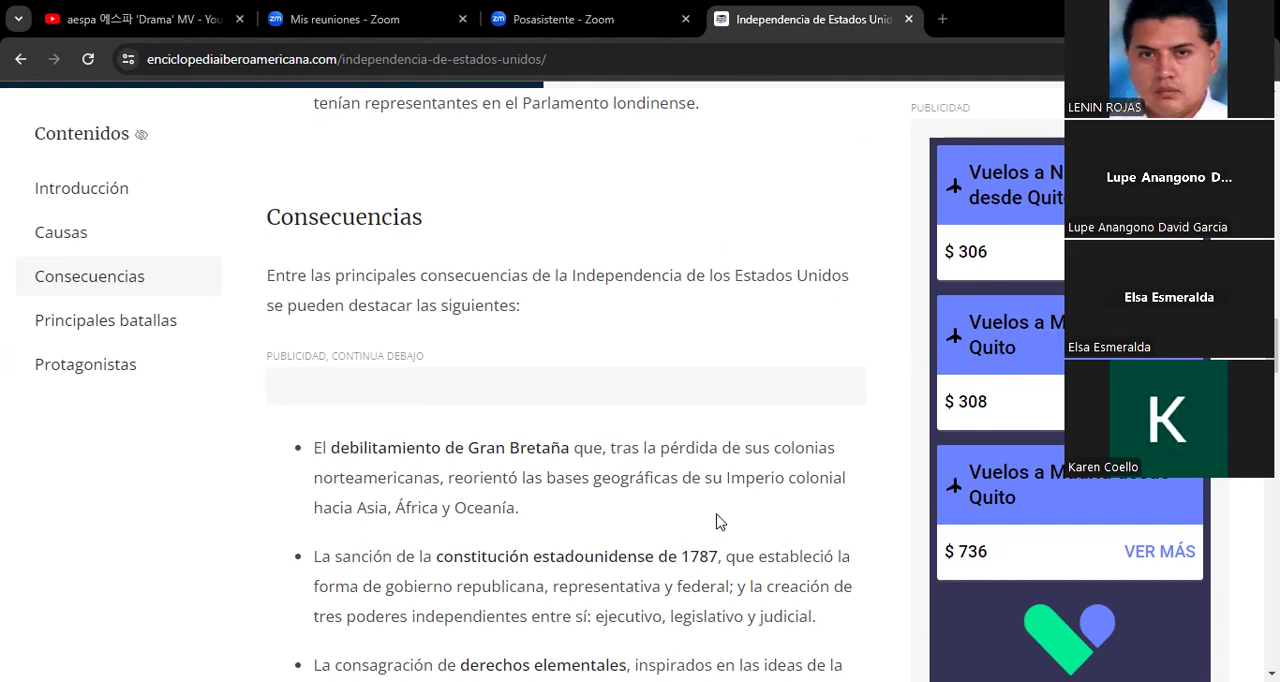 aespa 에스파 'Drama' MV - You
Mis reuniones - Zoom
Posasistente - Zoom
Independencia de Estados Unid
enciclopediaiberoamericana.com/independencia-de-estados-unidos/
tenían representantes en el Parlamento londinense.
Contenidos
Introducción
Causas
Consecuencias
Principales batallas
Protagonistas
Consecuencias
Entre las principales consecuencias de la Independencia de los Estados Unidos
se pueden destacar las siguientes:
PUBLICIDAD, CONTINUA DEBAJO
• El debilitamiento de Gran Bretaña que, tras la pérdida de sus colonias
norteamericanas, reorientó las bases geográficas de su Imperio colonial
hacia Asia, África y Oceanía.
• La sanción de la constitución estadounidense de 1787, que estableció la
forma de gobierno republicana, representativa y federal; y la creación de
tres poderes independientes entre sí: ejecutivo, legislativo y judicial.
• La consagración de derechos elementales, inspirados en las ideas de la
PUBLICIDAD
Vuelos a N
desde Quito
$ 306
Vuelos a M
Quito
$ 308
Vuelos a Madrid desde
Quito
$ 736
VER MÁS
LENIN ROJAS
Lupe Anangono D...
Lupe Anangono David Garcia
Elsa Esmeralda
Elsa Esmeralda
K
Karen Coello